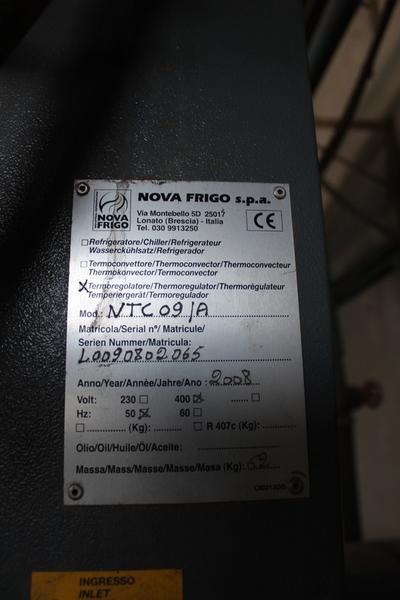 NOVA
FRIGO
NOVA FRIGO s.p.a.
Via Montebello 5D 25017
Lonato (Brescia) - Italia
Tel. 030 9913250
CE
☐ Refrigeratore/Chiller/Refrigerateur
Wasserckühlsatz/Refrigerador
☐ Termoconvettore/Thermoconvector/Thermoconvecteur
Thermokonvector/Termoconvector
X Termoregolatore/Thermoregulator/Thermorégulateur
Temperiergerät/Termoregulador
Mod.: NTC09/A
Matricola/Serial n°/ Matricule/
Serien Nummer/Matricula:
L0090802065
Anno/Year/Annèe/Jahre/Ano : 2008
Volt: 230 ☐ 400 ☒ ....... ☐
Hz: 50 ☒ 60 ☐
☐ .............. (Kg): ......... ☐ R 407c (Kg):............
Olio/Oil/Huile/Öl/Aceite: ........................
Massa/Mass/Masse/Masse/Masa (Kg):
INGRESSO
INLET